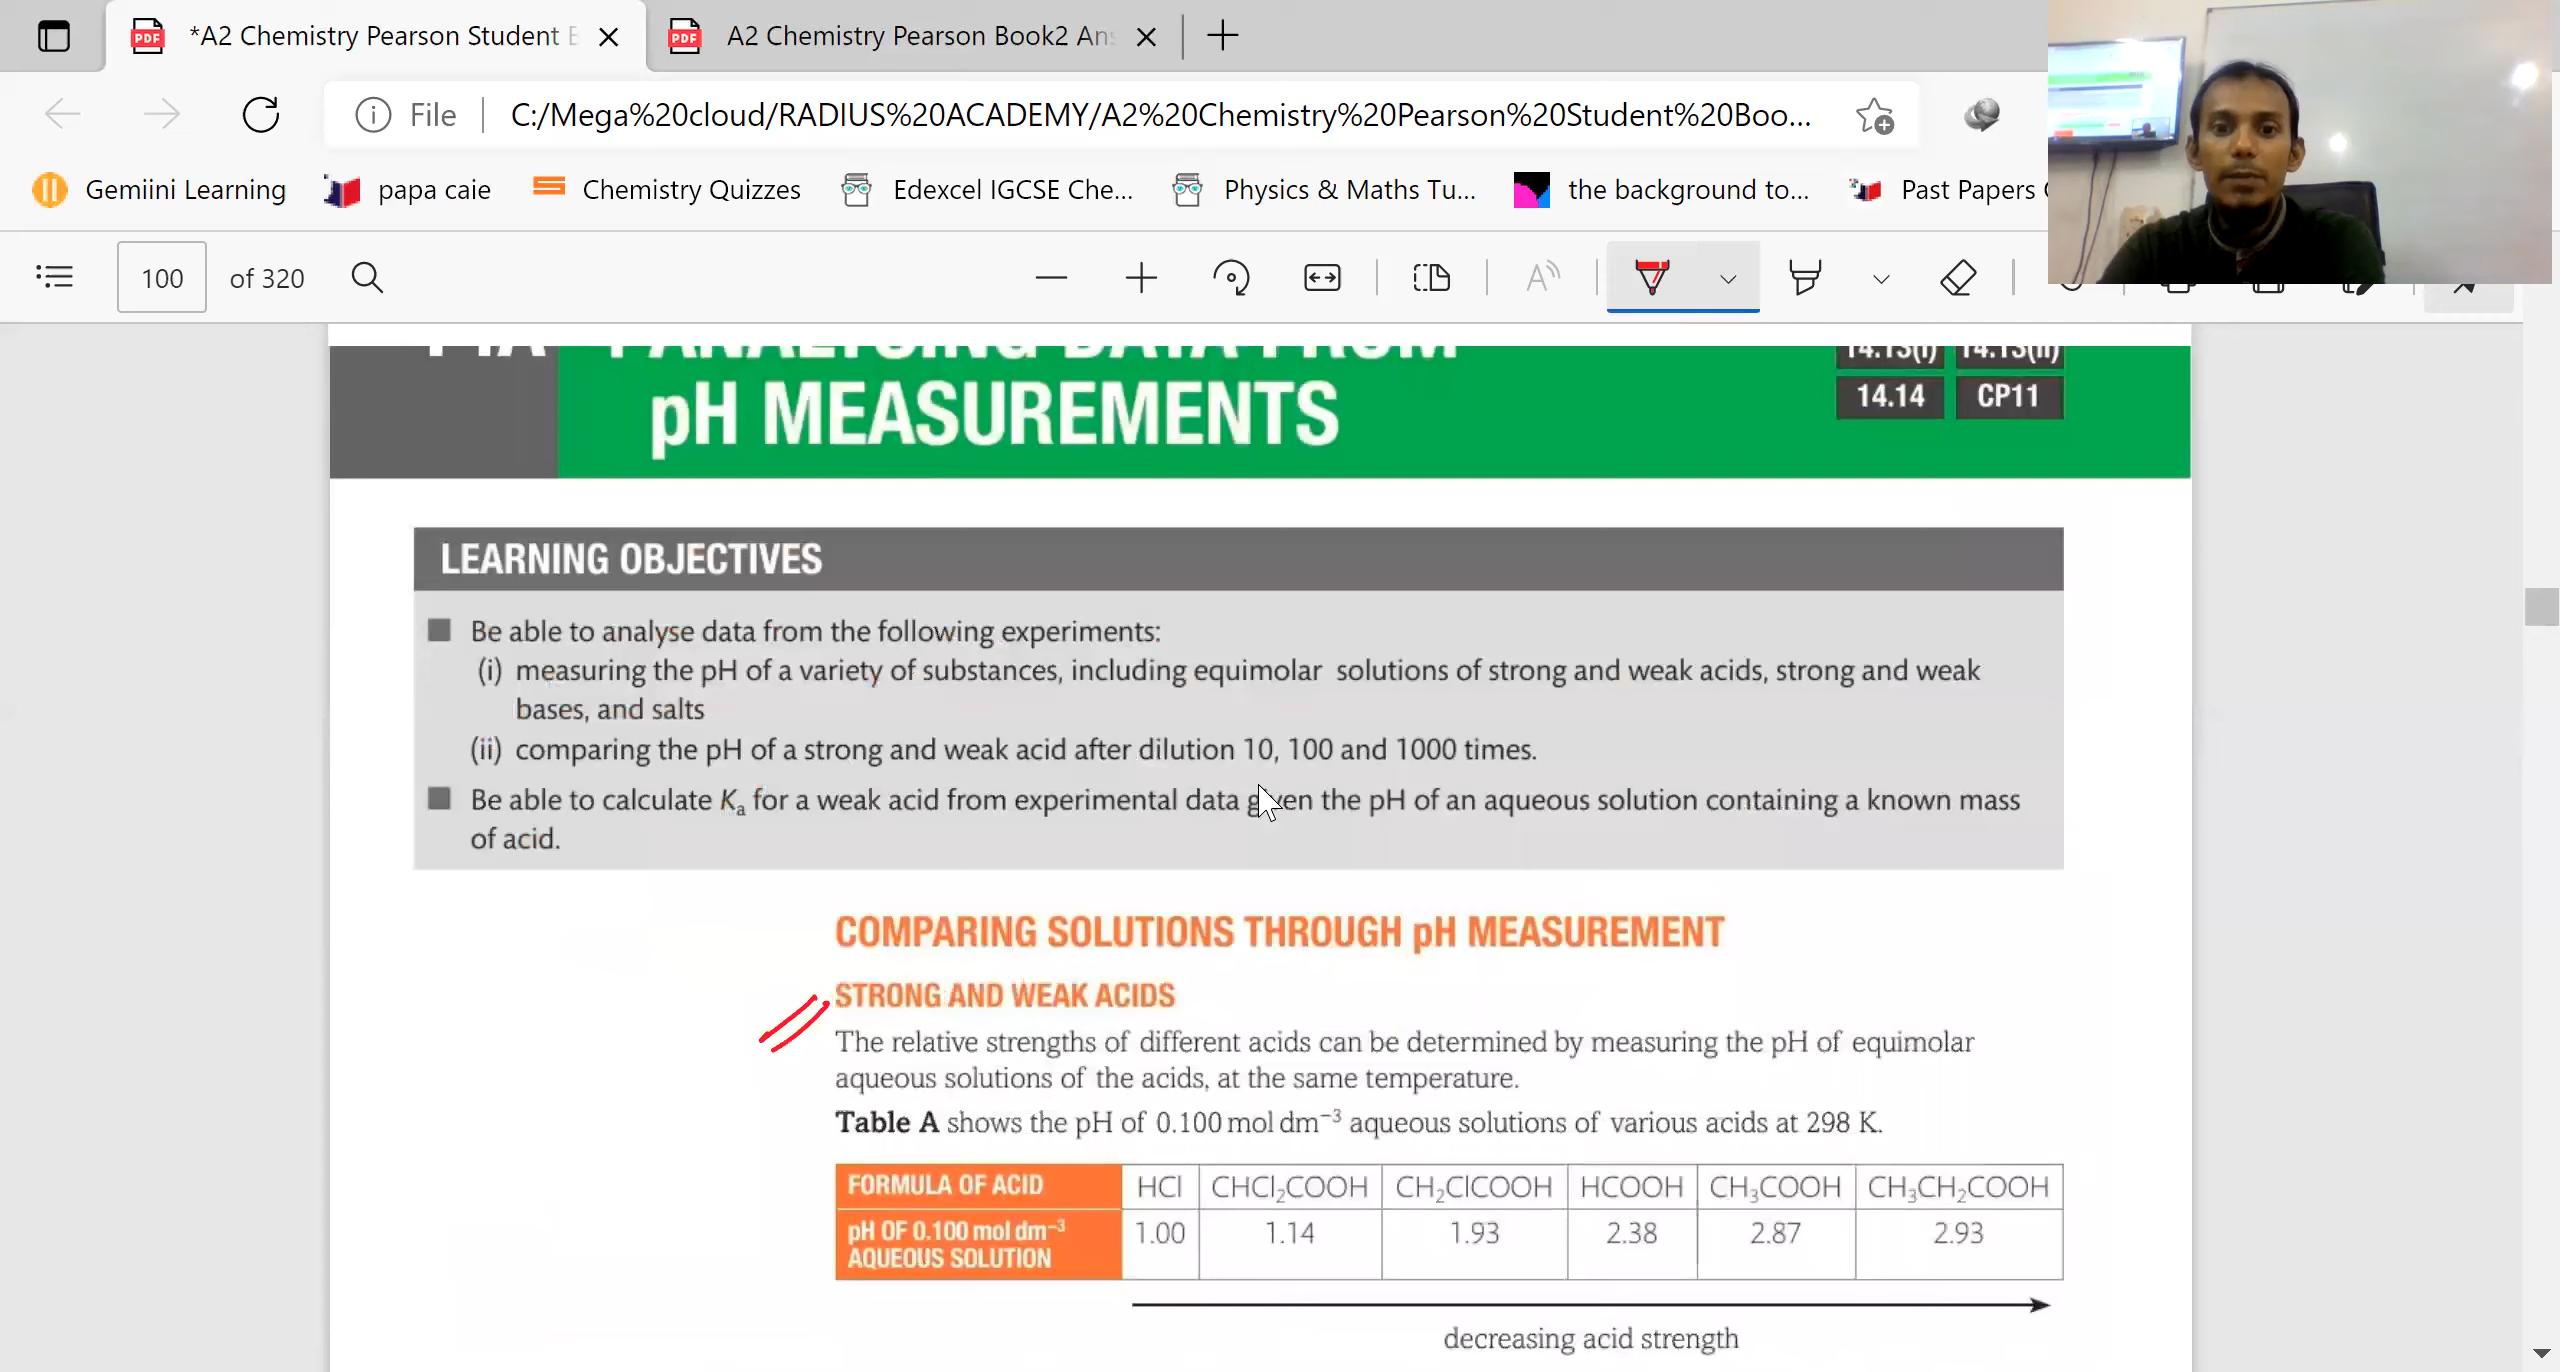 *A2 Chemistry Pearson Student
A2 Chemistry Pearson Book2 Ans
File
C:/Mega%20cloud/RADIUS%20ACADEMY/A2%20Chemistry%20Pearson%20Student%20Boo...
Gemiini Learning
papa caie
Chemistry Quizzes
Edexcel IGCSE Che...
Physics & Maths Tu...
the background to...
Past Papers
100 of 320
ANALYSING DATA FROM
14.13(i) 14.13(ii)
pH MEASUREMENTS
14.14 CP11
LEARNING OBJECTIVES
■ Be able to analyse data from the following experiments:
(i) measuring the pH of a variety of substances, including equimolar solutions of strong and weak acids, strong and weak
bases, and salts
(ii) comparing the pH of a strong and weak acid after dilution 10, 100 and 1000 times.
■ Be able to calculate Kₐ for a weak acid from experimental data given the pH of an aqueous solution containing a known mass
of acid.
COMPARING SOLUTIONS THROUGH pH MEASUREMENT
STRONG AND WEAK ACIDS
The relative strengths of different acids can be determined by measuring the pH of equimolar
aqueous solutions of the acids, at the same temperature.
Table A shows the pH of 0.100 mol dm⁻³ aqueous solutions of various acids at 298 K.
FORMULA OF ACID HCl CHCl₂COOH CH₂ClCOOH HCOOH CH₃COOH CH₃CH₂COOH
pH OF 0.100 mol dm⁻³
AQUEOUS SOLUTION 1.00 1.14 1.93 2.38 2.87 2.93
decreasing acid strength